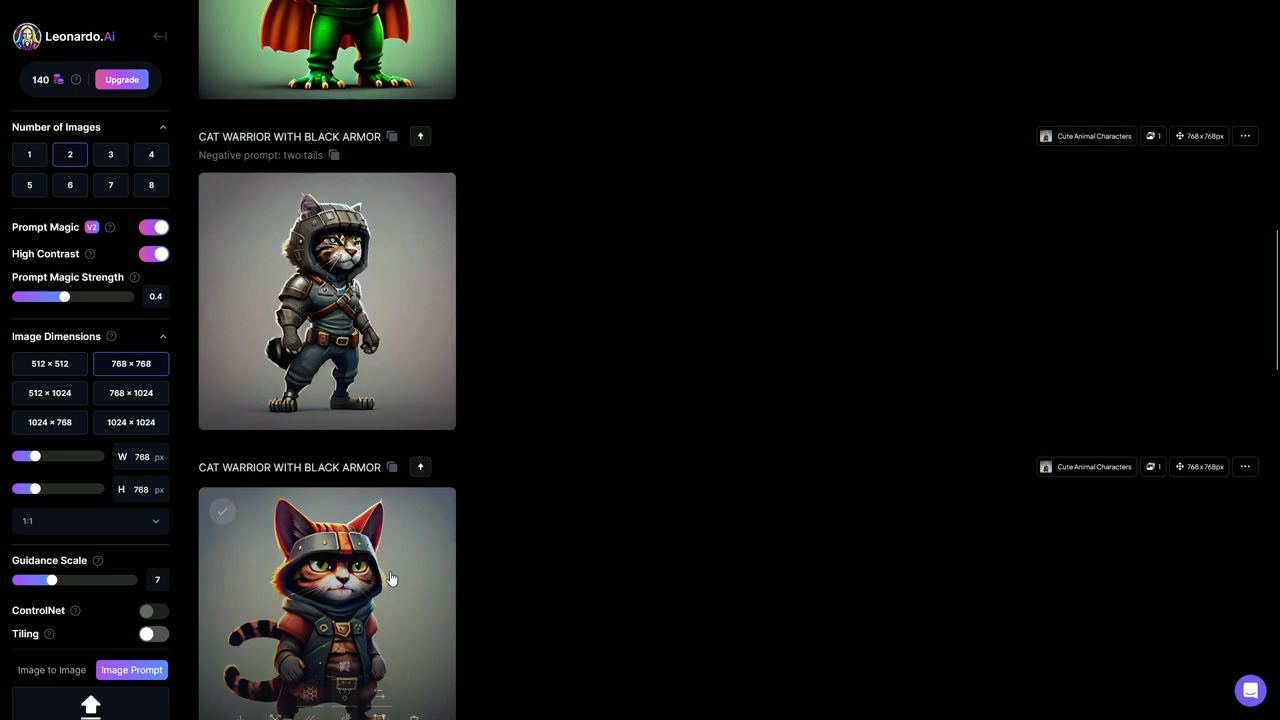 Leonardo.Ai
140
Upgrade
Number of Images
1 2 3 4
5 6 7 8
Prompt Magic V2
High Contrast
Prompt Magic Strength
0.4
Image Dimensions
512 × 512 768 × 768
512 × 1024 768 × 1024
1024 × 768 1024 × 1024
W 768 px
H 768 px
1:1
Guidance Scale
7
ControlNet
Tiling
Image to Image Image Prompt
CAT WARRIOR WITH BLACK ARMOR
Negative prompt: two tails
Cute Animal Characters 1 768x768px
CAT WARRIOR WITH BLACK ARMOR
Cute Animal Characters 1 768x768px